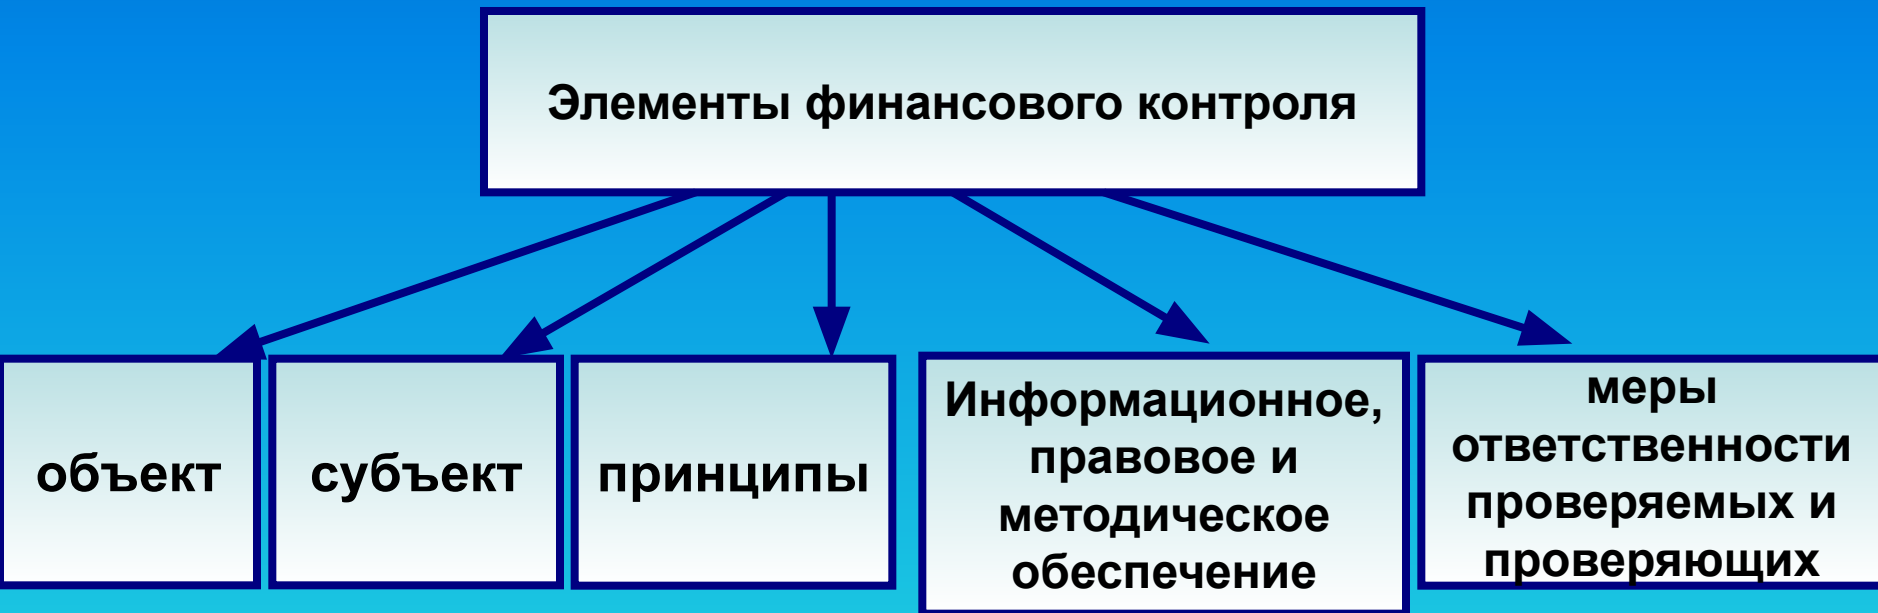 Элементы финансового контроля
объект
субъект
принципы
Информационное,
правовое и
методическое
обеспечение
меры
ответственности
проверяемых и
проверяющих